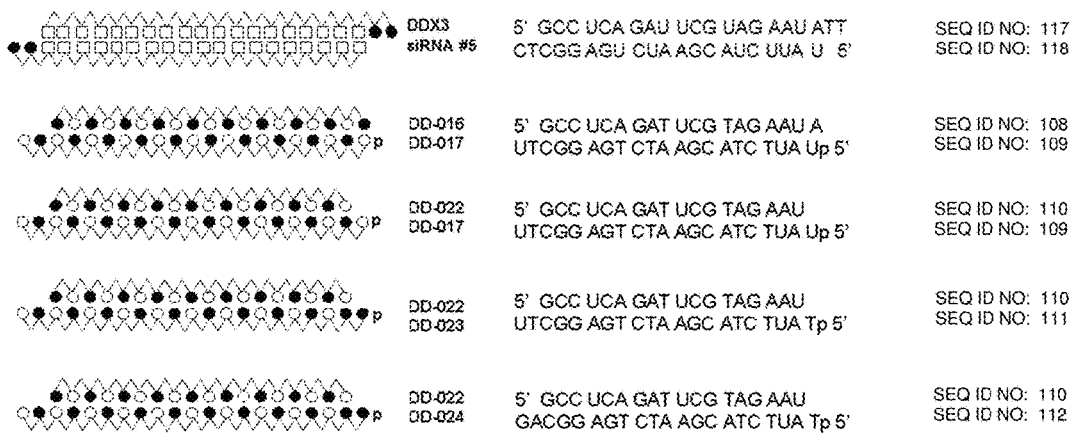 DDX3 5' GCC UCA GAU UCG UAG AAU ATT SEQ ID NO: 117
siRNA #5 CTCGG AGU CUA AGC AUC UUA U 5' SEQ ID NO: 118
DD-016 5' GCC UCA GAT UCG TAG AAU A SEQ ID NO: 108
p DD-017 UTCGG AGT CTA AGC ATC TUA Up 5' SEQ ID NO: 109
DD-022 5' GCC UCA GAT UCG TAG AAU SEQ ID NO: 110
p DD-017 UTCGG AGT CTA AGC ATC TUA Up 5' SEQ ID NO: 109
DD-022 5' GCC UCA GAT UCG TAG AAU SEQ ID NO: 110
p DD-023 UTCGG AGT CTA AGC ATC TUA Tp 5' SEQ ID NO: 111
DD-022 5' GCC UCA GAT UCG TAG AAU SEQ ID NO: 110
p DD-024 GACGG AGT CTA AGC ATC TUA Tp 5' SEQ ID NO: 112